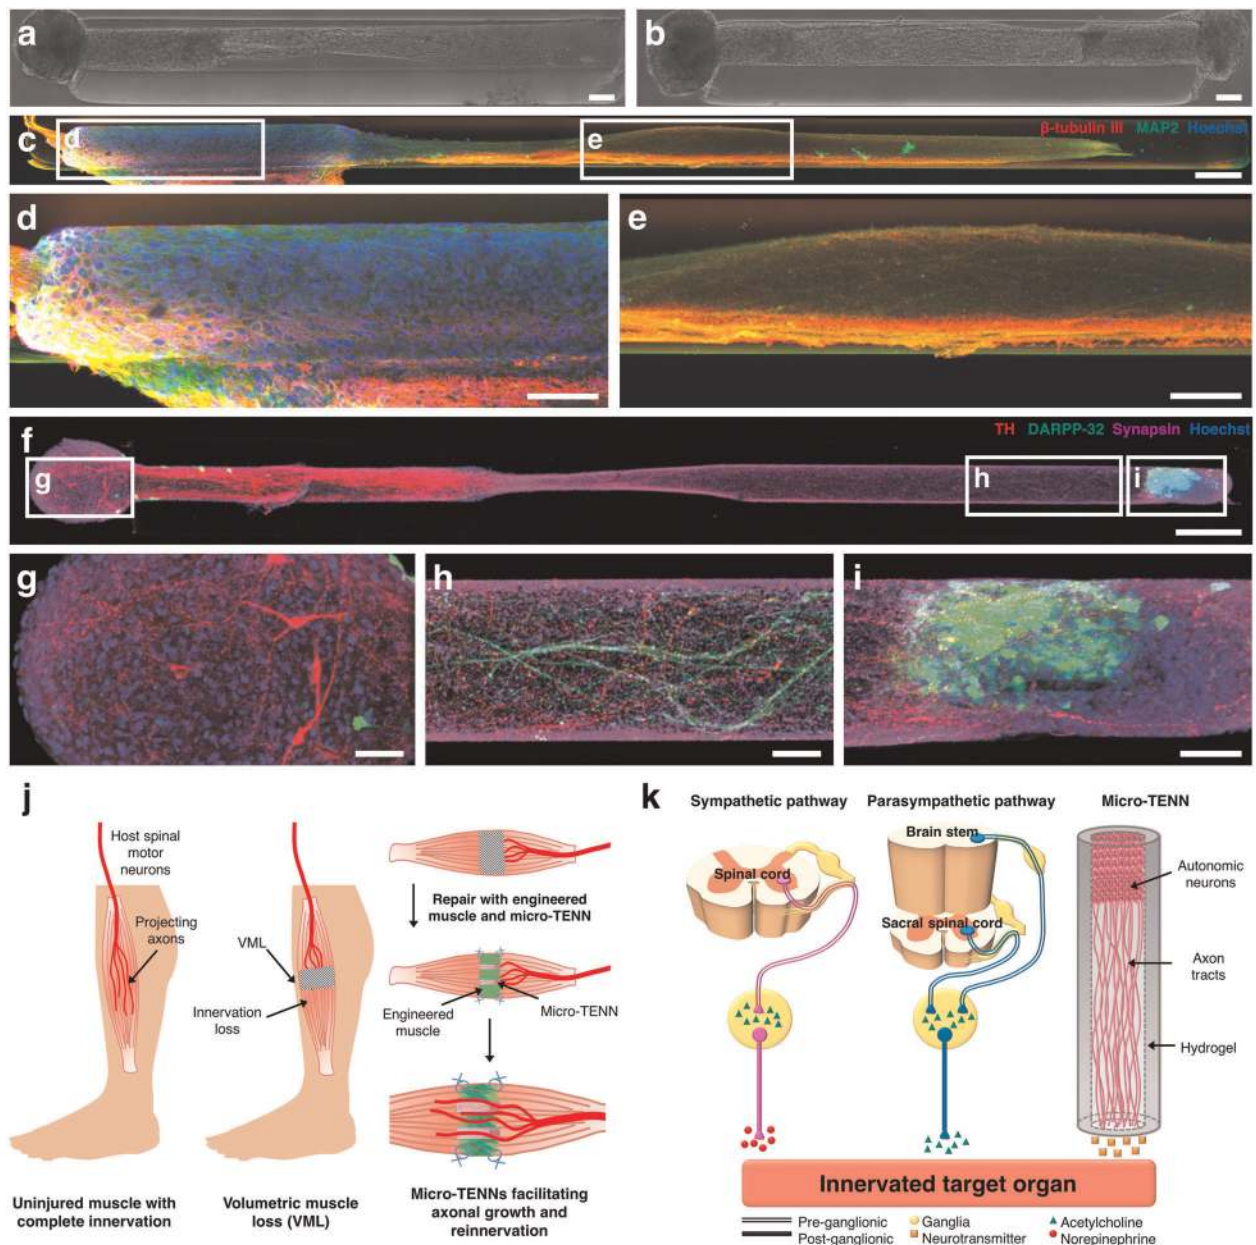 a
b
c
d
e
β-tubulin III MAP2 Hoechst
d
e
f
g
h
i
TH DARPP-32 Synapsin Hoechst
g
h
i
j
Host spinal
motor
neurons
Projecting
axons
VML
Innervation
loss
Repair with engineered
muscle and micro-TENN
Engineered
muscle
Micro-TENN
Uninjured muscle with
complete innervation
Volumetric muscle
loss (VML)
Micro-TENNs facilitating
axonal growth and
reinnervation
k
Sympathetic pathway
Parasympathetic pathway
Micro-TENN
Spinal cord
Brain stem
Sacral spinal cord
Autonomic
neurons
Axon
tracts
Hydrogel
Innervated target organ
Pre-ganglionic
Post-ganglionic
Ganglia
Neurotransmitter
Acetylcholine
Norepinephrine